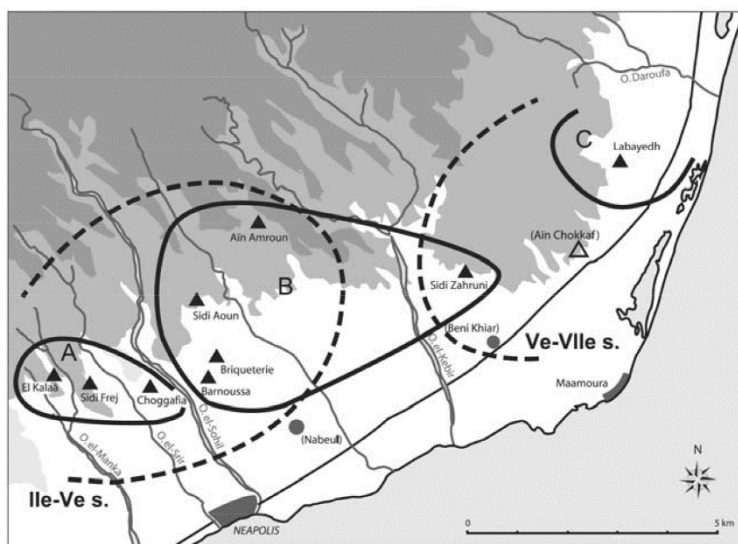 O. Daroufa
C
Labayedh
(Aïn Chokkaf)
Aïn Amroun
B
Sidi Zahruni
Sidi Aoun
(Beni Khiar)
Ve-VIIe s.
A
Briqueterie
O. el-Kebir
El Kalaâ
Sidi Frej
Choggafia
Barnoussa
Maamoura
O. el-Sohil
O. el-Manka
O. el-Srir
(Nabeul)
IIe-Ve s.
N
NEAPOLIS
0
5 km